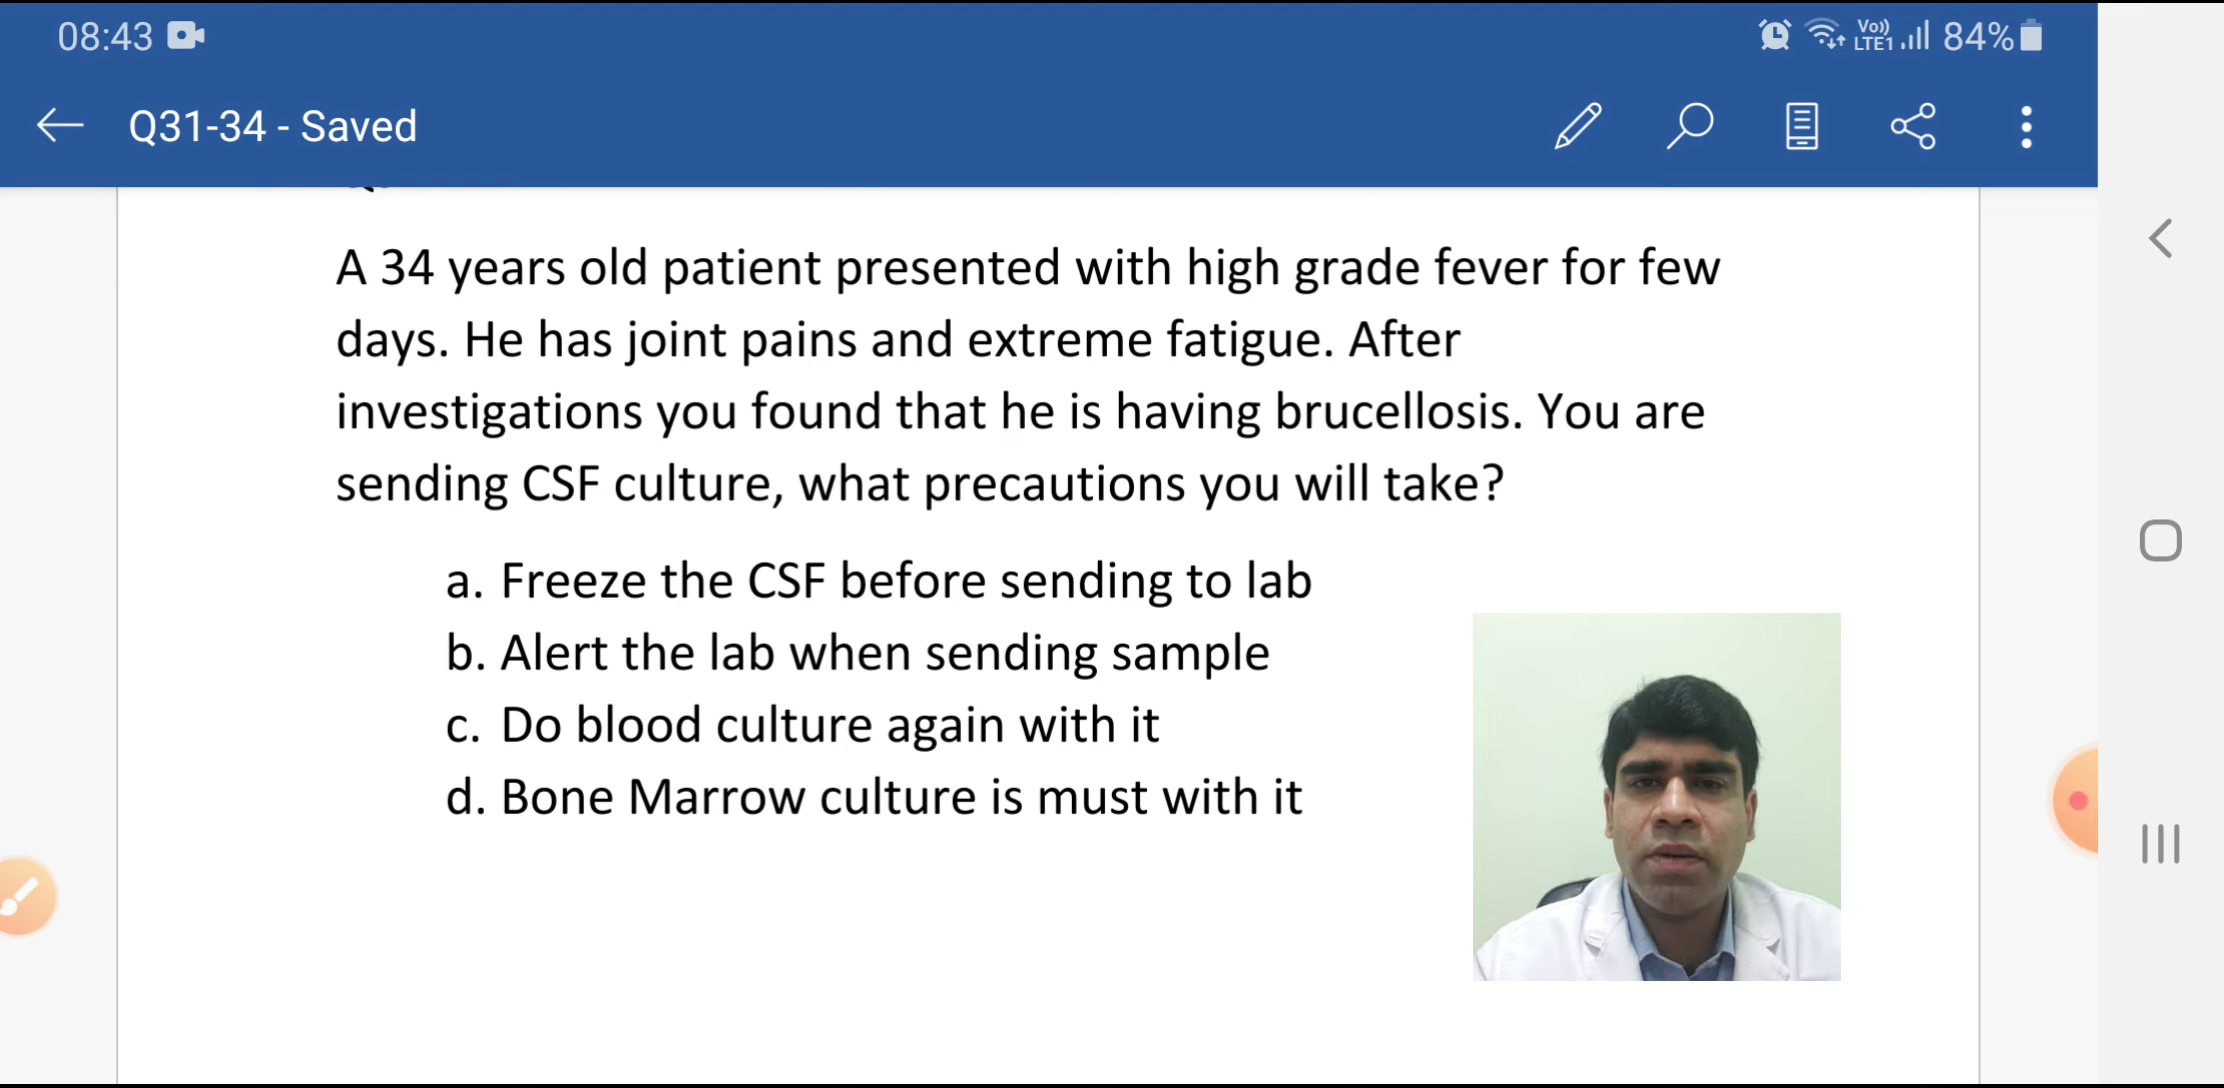 08:43
Vo)) LTE1 84%
Q31-34 - Saved
A 34 years old patient presented with high grade fever for few
days. He has joint pains and extreme fatigue. After
investigations you found that he is having brucellosis. You are
sending CSF culture, what precautions you will take?
a. Freeze the CSF before sending to lab
b. Alert the lab when sending sample
c. Do blood culture again with it
d. Bone Marrow culture is must with it